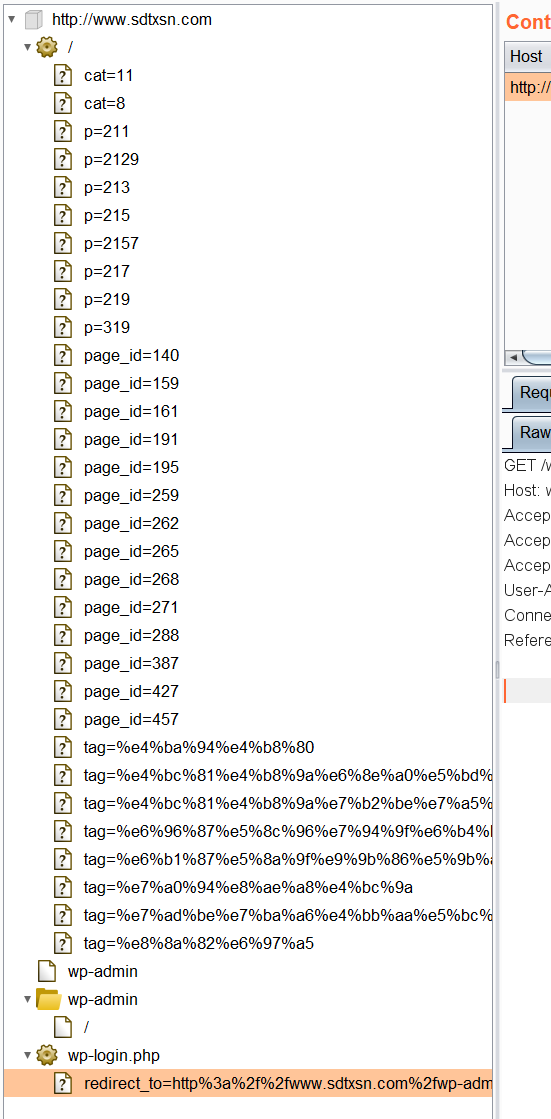 http://www.sdtxsn.com
/
cat=11
cat=8
p=211
p=2129
p=213
p=215
p=2157
p=217
p=219
p=319
page_id=140
page_id=159
page_id=161
page_id=191
page_id=195
page_id=259
page_id=262
page_id=265
page_id=268
page_id=271
page_id=288
page_id=387
page_id=427
page_id=457
tag=%e4%ba%94%e4%b8%80
tag=%e4%bc%81%e4%b8%9a%e6%8e%a0%e5%bd%
tag=%e4%bc%81%e4%b8%9a%e7%b2%be%e7%a5%
tag=%e6%96%87%e5%8c%96%e7%94%9f%e6%b4%
tag=%e6%b1%87%e5%8a%9f%e9%9b%86%e5%9b%
tag=%e7%a0%94%e8%ae%a8%e4%bc%9a
tag=%e7%ad%be%e7%ba%a6%e4%bb%aa%e5%bc%
tag=%e8%8a%82%e6%97%a5
wp-admin
wp-admin
/
wp-login.php
redirect_to=http%3a%2f%2fwww.sdtxsn.com%2fwp-adm
Cont
Host
http://
Requ
Raw
GET /w
Host: w
Accep
Accep
Accep
User-A
Conne
Refere